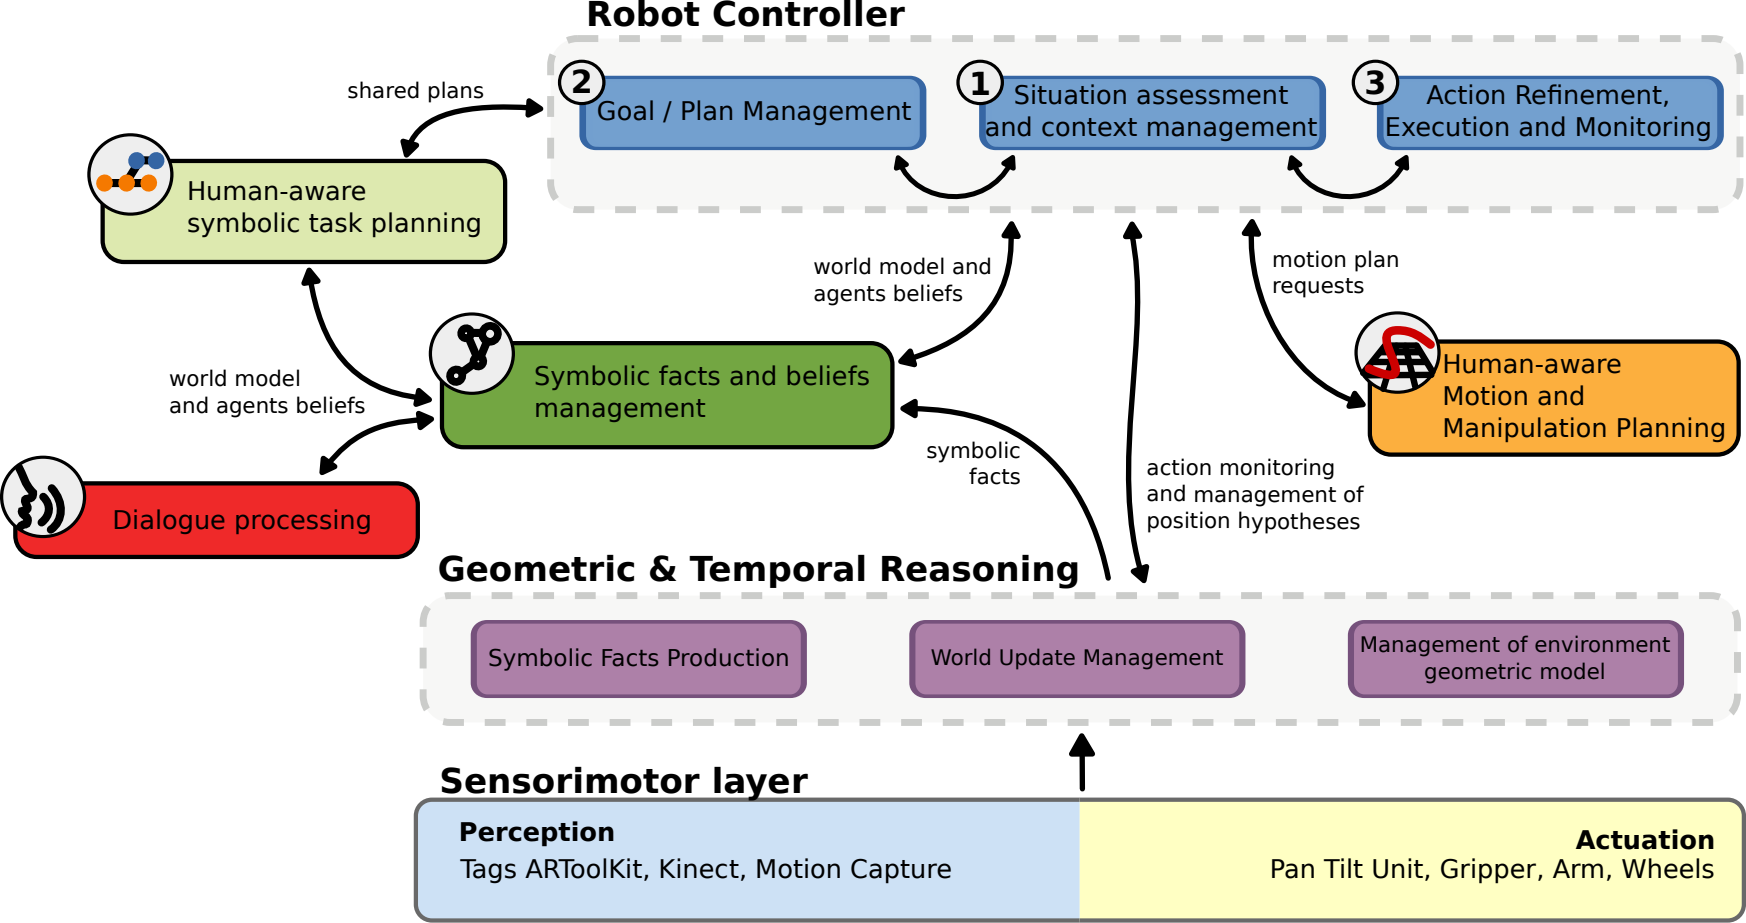 Robot Controller
2
Goal / Plan Management
1
Situation assessment
and context management
3
Action Refinement,
Execution and Monitoring
shared plans
Human-aware
symbolic task planning
world model and
agents beliefs
motion plan
requests
world model
and agents beliefs
Symbolic facts and beliefs
management
Human-aware
Motion and
Manipulation Planning
symbolic
facts
action monitoring
and management of
position hypotheses
Dialogue processing
Geometric & Temporal Reasoning
Symbolic Facts Production
World Update Management
Management of environment
geometric model
Sensorimotor layer
Perception
Tags ARToolKit, Kinect, Motion Capture
Actuation
Pan Tilt Unit, Gripper, Arm, Wheels